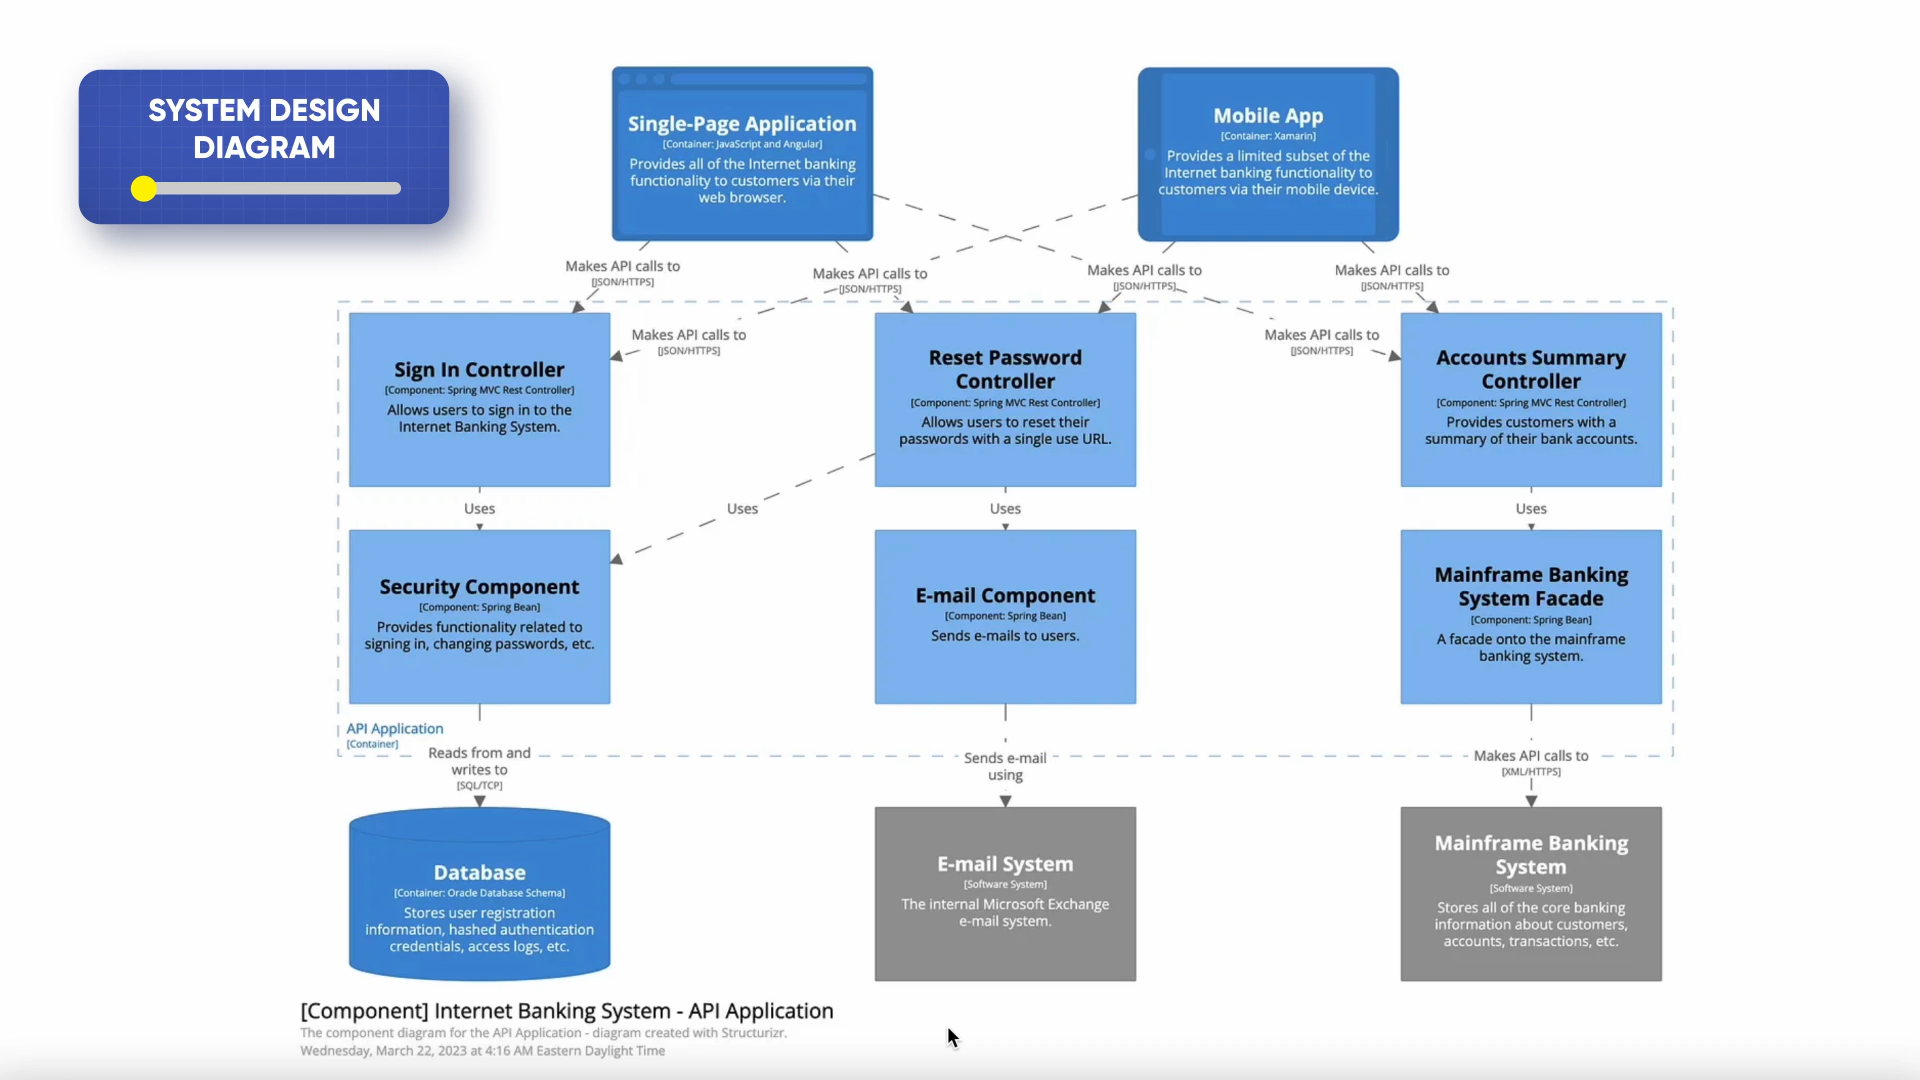 SYSTEM DESIGN
DIAGRAM
Single-Page Application
[Container: JavaScript and Angular]
Provides all of the Internet banking
functionality to customers via their
web browser.
Mobile App
[Container: Xamarin]
Provides a limited subset of the
Internet banking functionality to
customers via their mobile device.
Makes API calls to
[JSON/HTTPS]
Makes API calls to
[JSON/HTTPS]
Makes API calls to
[JSON/HTTPS]
Makes API calls to
[JSON/HTTPS]
Makes API calls to
[JSON/HTTPS]
Makes API calls to
[JSON/HTTPS]
Sign In Controller
[Component: Spring MVC Rest Controller]
Allows users to sign in to the
Internet Banking System.
Reset Password
Controller
[Component: Spring MVC Rest Controller]
Allows users to reset their
passwords with a single use URL.
Accounts Summary
Controller
[Component: Spring MVC Rest Controller]
Provides customers with a
summary of their bank accounts.
Uses
Uses
Uses
Uses
Security Component
[Component: Spring Bean]
Provides functionality related to
signing in, changing passwords, etc.
E-mail Component
[Component: Spring Bean]
Sends e-mails to users.
Mainframe Banking
System Facade
[Component: Spring Bean]
A facade onto the mainframe
banking system.
API Application
[Container]
Reads from and
writes to
[SQL/TCP]
Sends e-mail
using
Makes API calls to
[XML/HTTPS]
Database
[Container: Oracle Database Schema]
Stores user registration
information, hashed authentication
credentials, access logs, etc.
E-mail System
[Software System]
The internal Microsoft Exchange
e-mail system.
Mainframe Banking
System
[Software System]
Stores all of the core banking
information about customers,
accounts, transactions, etc.
[Component] Internet Banking System - API Application
The component diagram for the API Application - diagram created with Structurizr.
Wednesday, March 22, 2023 at 4:16 AM Eastern Daylight Time